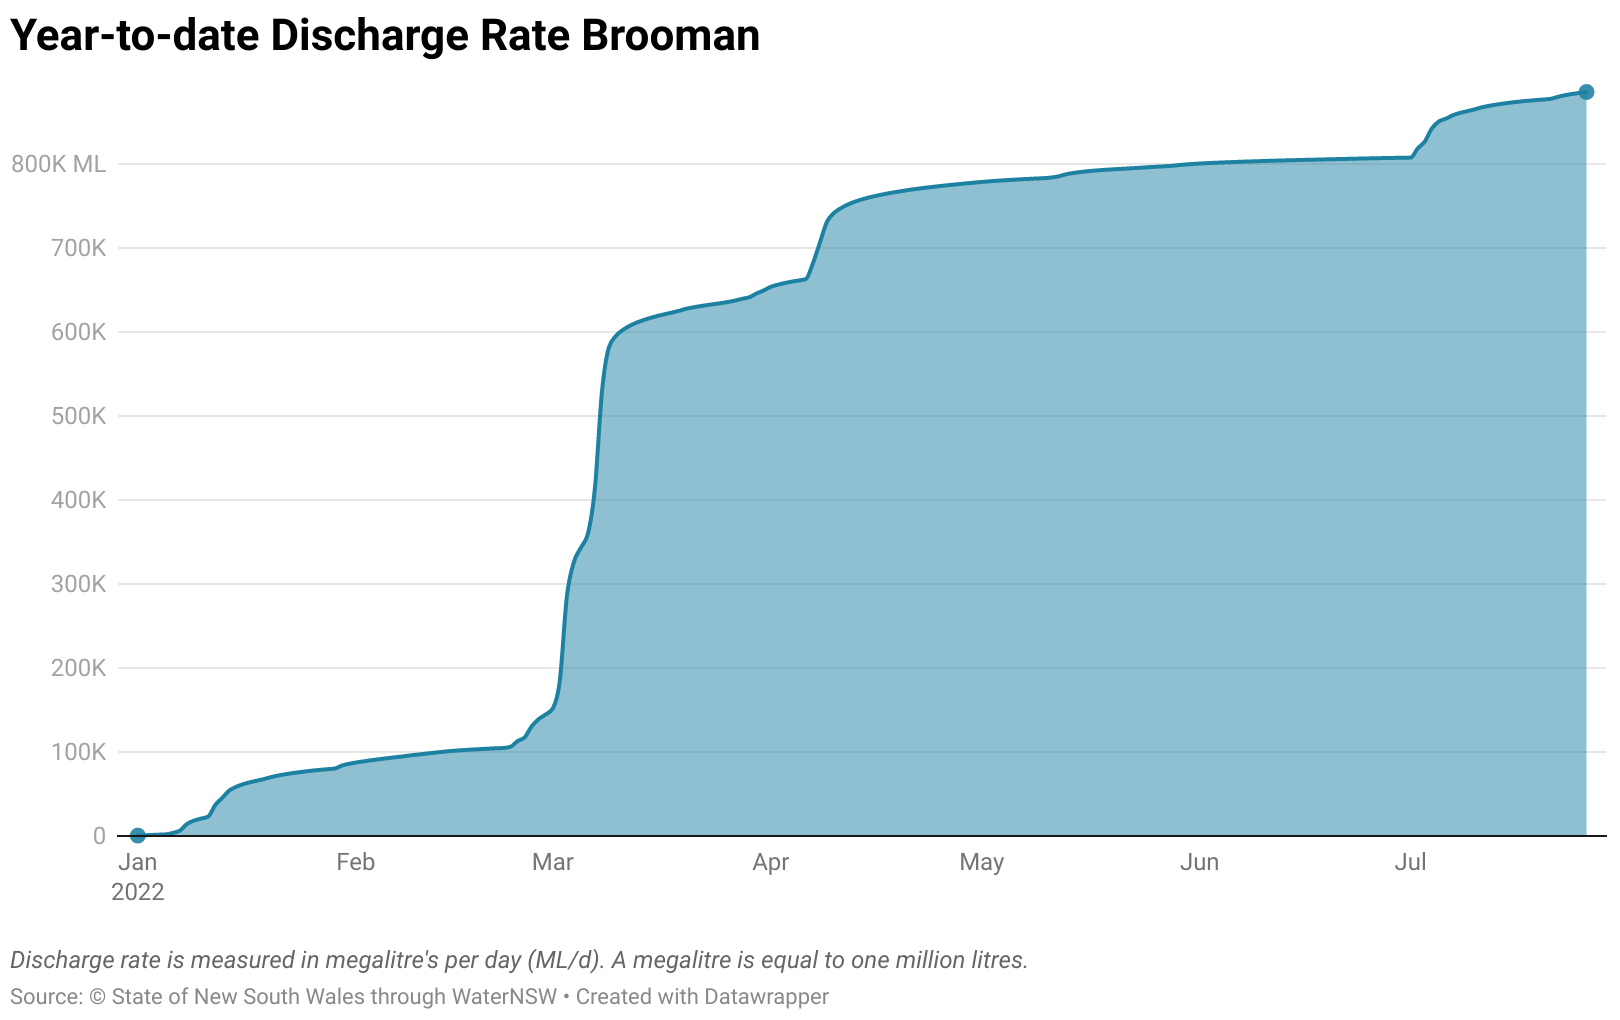 Year-to-date Discharge Rate Brooman
800K ML
700K
600K
500K
400K
300K
200K
100K
0
Jan Feb Mar Apr May Jun Jul
2022
Discharge rate is measured in megalitre's per day (ML/d). A megalitre is equal to one million litres.
Source: © State of New South Wales through WaterNSW • Created with Datawrapper